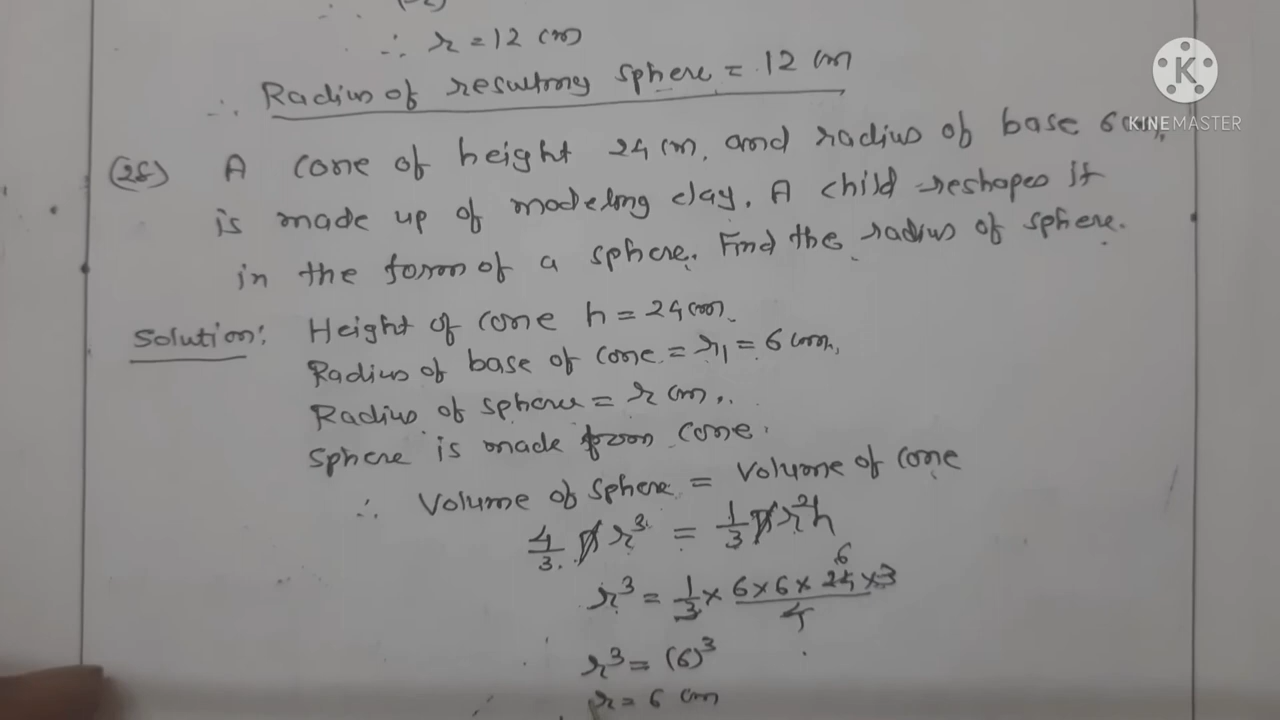 ∴ r = 12 cm
∴ Radius of resulting sphere = 12 cm
KINEMASTER
(28) A cone of height 24 cm. and radius of base 6 cm,
is made up of modeling clay. A child reshapes it
in the form of a sphere. Find the radius of sphere.
Solution: Height of cone h = 24 cm.
Radius of base of cone = r₁ = 6 cm,
Radius of sphere = r cm.
Sphere is made from cone.
∴ Volume of sphere = Volume of cone
4/3 π r³ = 1/3 π r² h
r³ = 1/3 × 6 × 6 × 24 × 3 / 4
6
r³ = (6)³
r = 6 cm